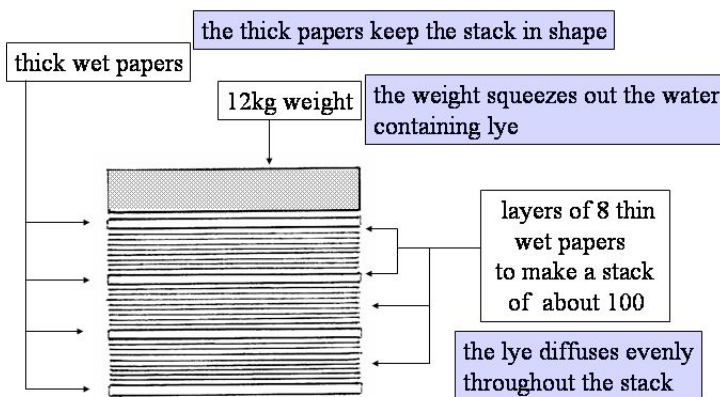 the thick papers keep the stack in shape
thick wet papers
12kg weight
the weight squeezes out the water
containing lye
layers of 8 thin
wet papers
to make a stack
of about 100
the lye diffuses evenly
throughout the stack